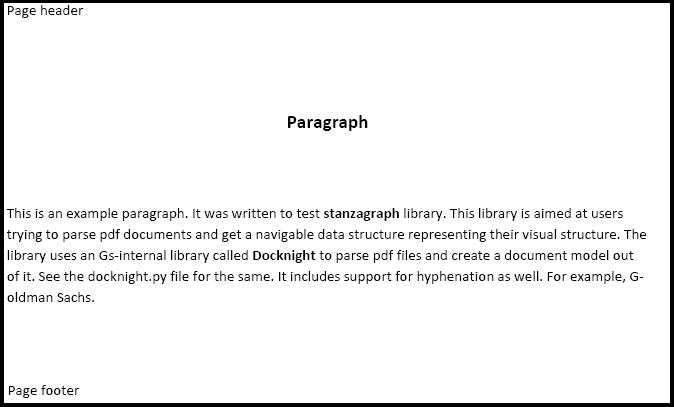 Page header
Paragraph
This is an example paragraph. It was written to test stanzagraph library. This library is aimed at users
trying to parse pdf documents and get a navigable data structure representing their visual structure. The
library uses an Gs-internal library called Docknight to parse pdf files and create a document model out
of it. See the docknight.py file for the same. It includes support for hyphenation as well. For example, G-
oldman Sachs.
Page footer